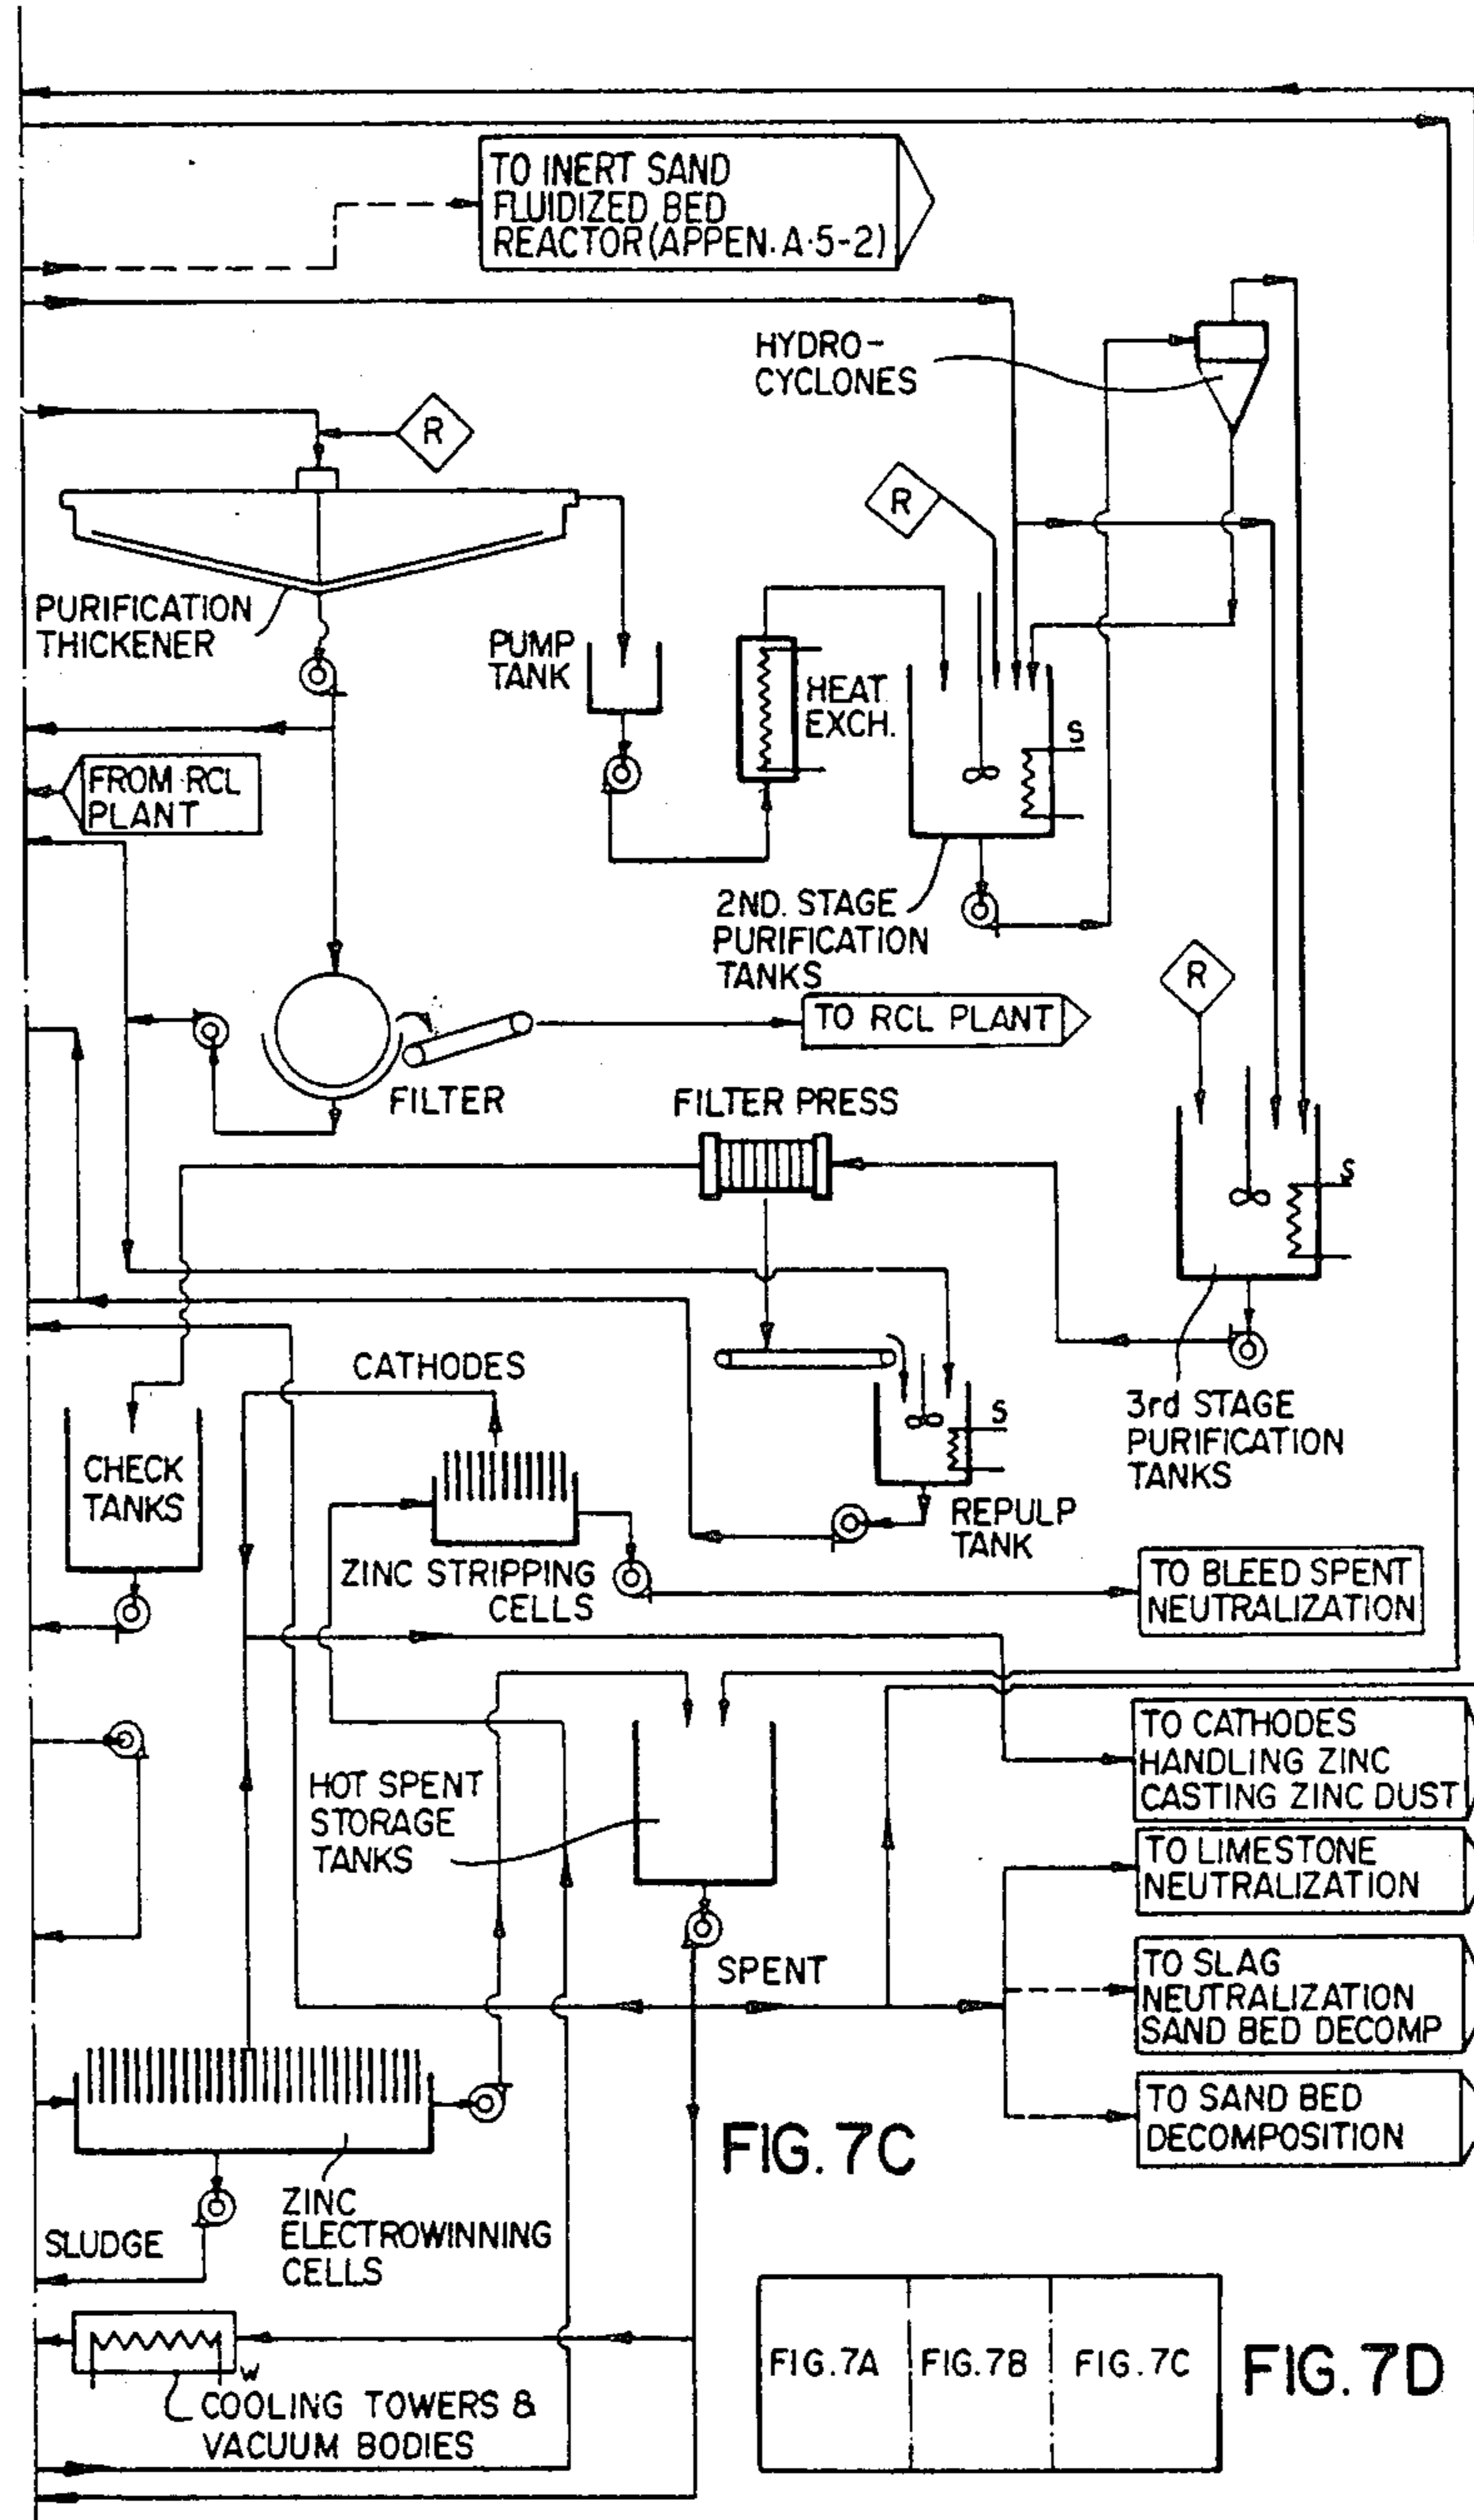 TO INERT SAND
FLUIDIZED BED
REACTOR (APPEN. A·5-2)
HYDRO-
CYCLONES
R
R
PURIFICATION
THICKENER
PUMP
TANK
HEAT
EXCH.
S
FROM RCL
PLANT
2ND. STAGE
PURIFICATION
TANKS
R
TO RCL PLANT
FILTER
FILTER PRESS
S
CATHODES
3rd STAGE
PURIFICATION
TANKS
S
CHECK
TANKS
REPULP
TANK
ZINC STRIPPING
CELLS
TO BLEED SPENT
NEUTRALIZATION
TO CATHODES
HANDLING ZINC
CASTING ZINC DUST
HOT SPENT
STORAGE
TANKS
TO LIMESTONE
NEUTRALIZATION
SPENT
TO SLAG
NEUTRALIZATION
SAND BED DECOMP
TO SAND BED
DECOMPOSITION
FIG. 7C
ZINC
ELECTROWINNING
CELLS
SLUDGE
W
COOLING TOWERS &
VACUUM BODIES
FIG. 7A
FIG. 7B
FIG. 7C
FIG. 7D